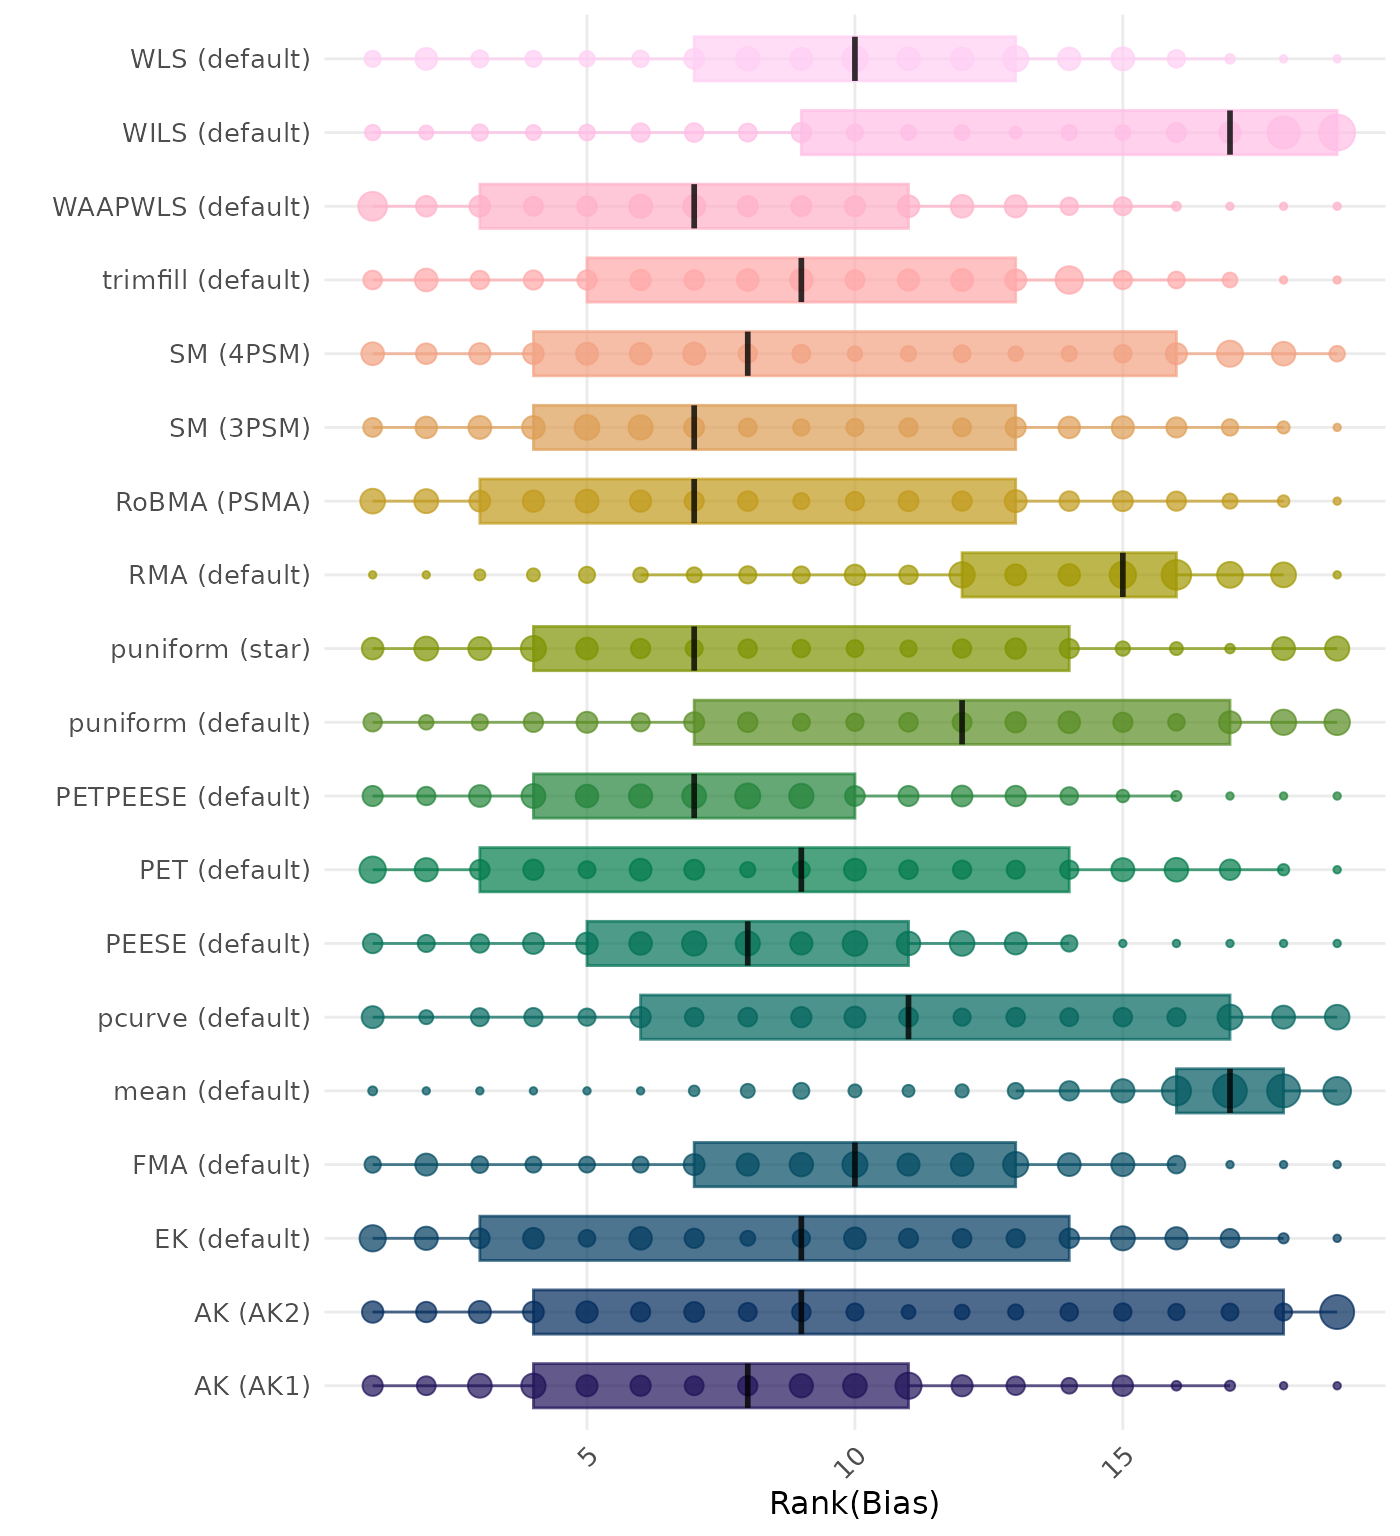 WLS (default)
WILS (default)
WAAPWLS (default)
trimfill (default)
SM (4PSM)
SM (3PSM)
RoBMA (PSMA)
RMA (default)
puniform (star)
puniform (default)
PETPEESE (default)
PET (default)
PEESE (default)
pcurve (default)
mean (default)
FMA (default)
EK (default)
AK (AK2)
AK (AK1)
5 10 15
Rank(Bias)